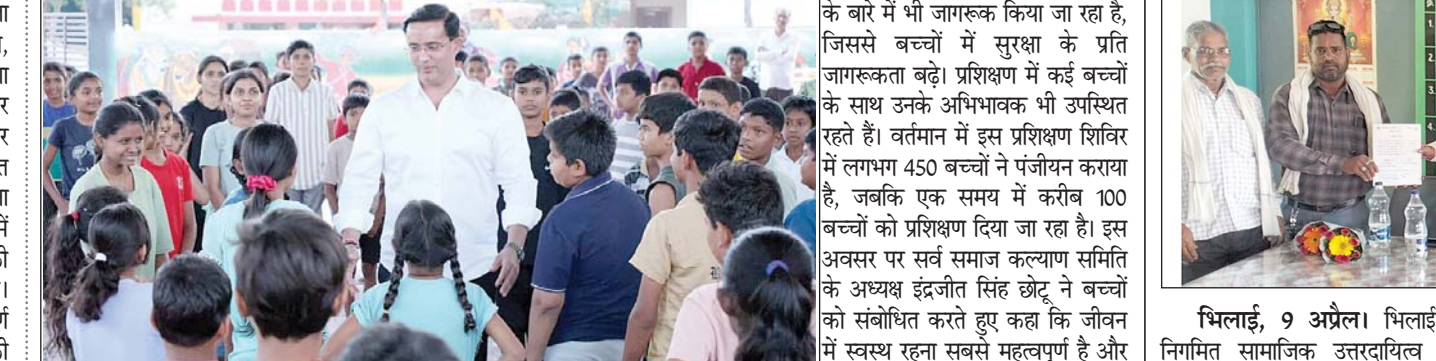 के बारे में भी जागरूक किया जा रहा है,
जिससे बच्चों में सुरक्षा के प्रति
जागरूकता बढ़े। प्रशिक्षण में कई बच्चों
के साथ उनके अभिभावक भी उपस्थित
रहते हैं। वर्तमान में इस प्रशिक्षण शिविर
में लगभग 450 बच्चों ने पंजीयन कराया
है, जबकि एक समय में करीब 100
बच्चों को प्रशिक्षण दिया जा रहा है। इस
अवसर पर सर्व समाज कल्याण समिति
के अध्यक्ष इंद्रजीत सिंह छोटू ने बच्चों
को संबोधित करते हुए कहा कि जीवन
में स्वस्थ रहना सबसे महत्वपूर्ण है और
भिलाई, 9 अप्रैल। भिलाई
निगमित सामाजिक उत्तरदायित्व